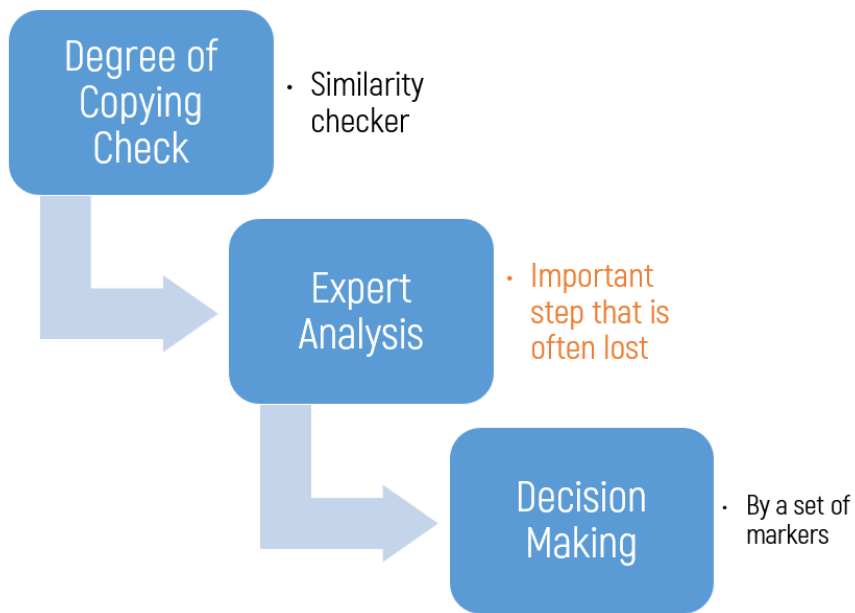 Degree of
Copying
Check
· Similarity
checker
Expert
Analysis
· Important
step that is
often lost
Decision
Making
· By a set of
markers